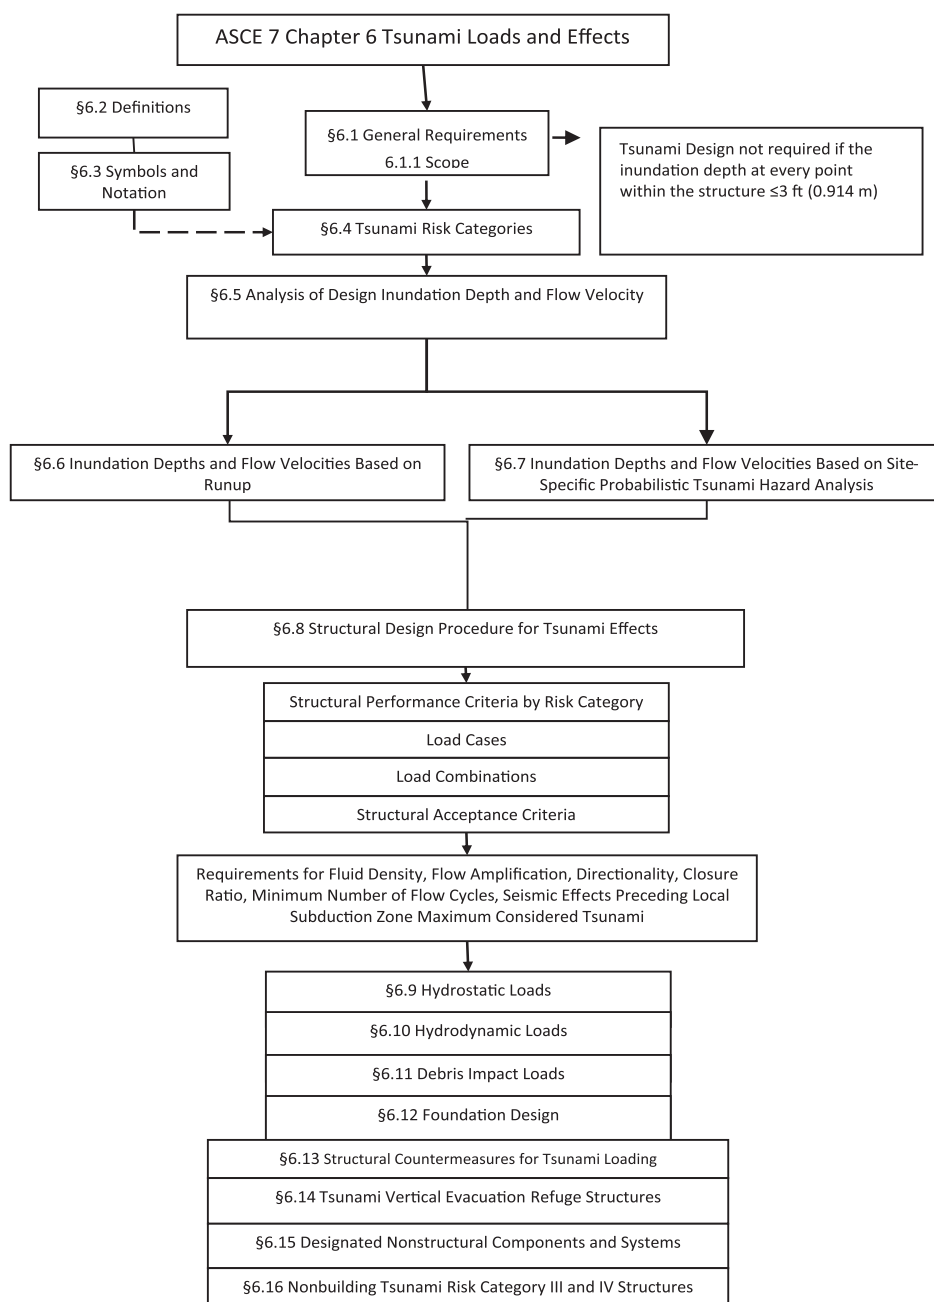 ASCE 7 Chapter 6 Tsunami Loads and Effects
§6.2 Definitions
§6.1 General Requirements
6.1.1 Scope
Tsunami Design not required if the
inundation depth at every point
within the structure ≤3 ft (0.914 m)
§6.3 Symbols and
Notation
§6.4 Tsunami Risk Categories
§6.5 Analysis of Design Inundation Depth and Flow Velocity
§6.6 Inundation Depths and Flow Velocities Based on
Runup
§6.7 Inundation Depths and Flow Velocities Based on Site-
Specific Probabilistic Tsunami Hazard Analysis
§6.8 Structural Design Procedure for Tsunami Effects
Structural Performance Criteria by Risk Category
Load Cases
Load Combinations
Structural Acceptance Criteria
Requirements for Fluid Density, Flow Amplification, Directionality, Closure
Ratio, Minimum Number of Flow Cycles, Seismic Effects Preceding Local
Subduction Zone Maximum Considered Tsunami
§6.9 Hydrostatic Loads
§6.10 Hydrodynamic Loads
§6.11 Debris Impact Loads
§6.12 Foundation Design
§6.13 Structural Countermeasures for Tsunami Loading
§6.14 Tsunami Vertical Evacuation Refuge Structures
§6.15 Designated Nonstructural Components and Systems
§6.16 Nonbuilding Tsunami Risk Category III and IV Structures